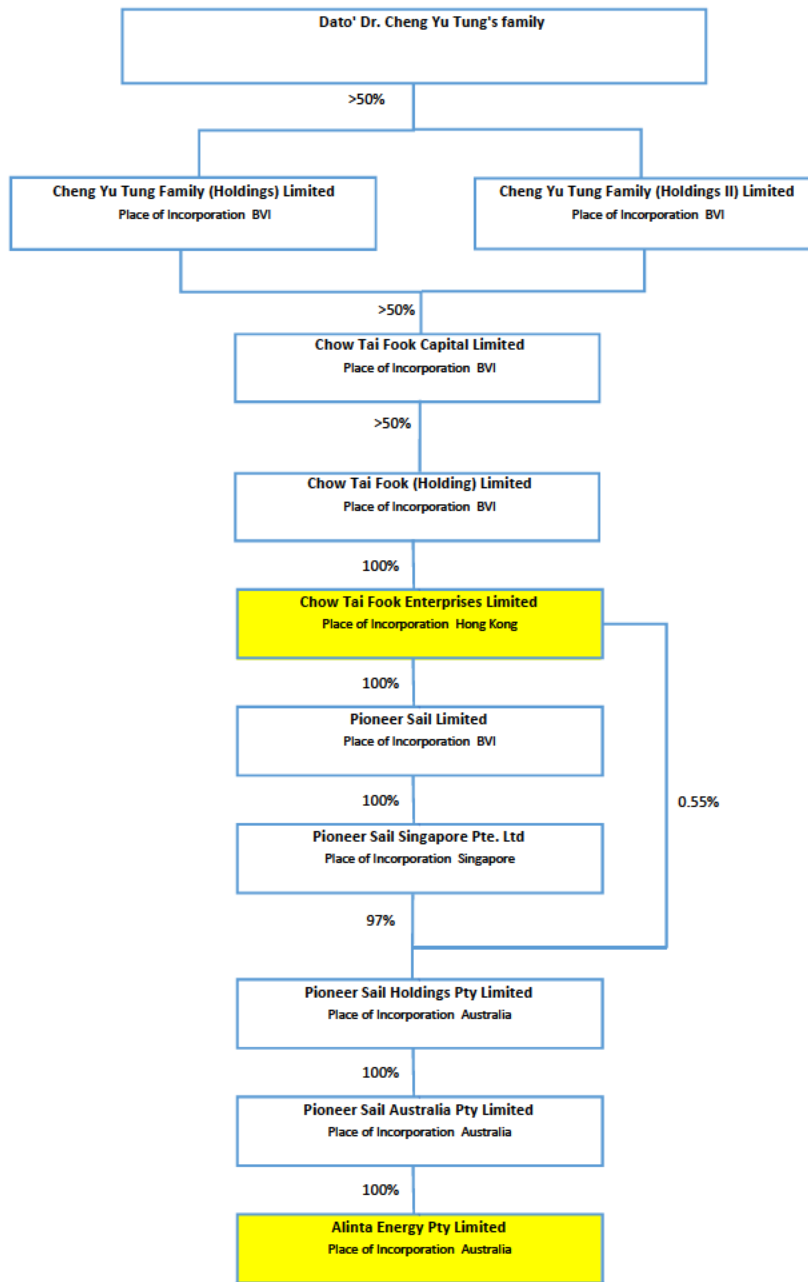 Dato' Dr. Cheng Yu Tung's family
>50%
Cheng Yu Tung Family (Holdings) Limited
Place of Incorporation BVI
Cheng Yu Tung Family (Holdings II) Limited
Place of Incorporation BVI
>50%
Chow Tai Fook Capital Limited
Place of Incorporation BVI
>50%
Chow Tai Fook (Holding) Limited
Place of Incorporation BVI
100%
Chow Tai Fook Enterprises Limited
Place of Incorporation Hong Kong
100%
Pioneer Sail Limited
Place of Incorporation BVI
100%
0.55%
Pioneer Sail Singapore Pte. Ltd
Place of Incorporation Singapore
97%
Pioneer Sail Holdings Pty Limited
Place of Incorporation Australia
100%
Pioneer Sail Australia Pty Limited
Place of Incorporation Australia
100%
Alinta Energy Pty Limited
Place of Incorporation Australia